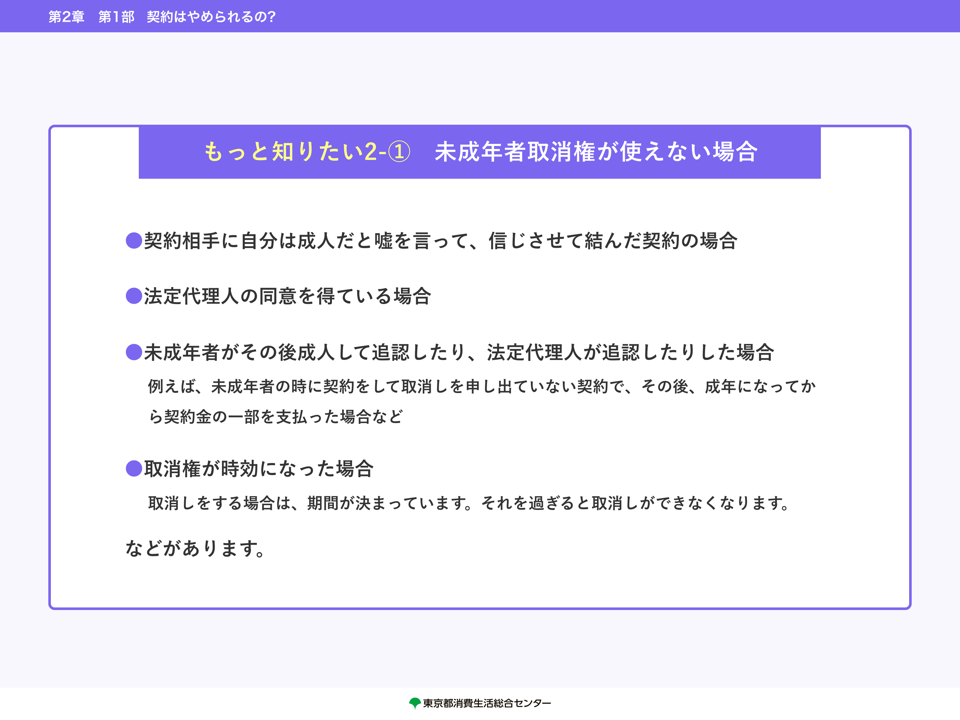 第2章　第1部　契約はやめられるの?
もっと知りたい2-①　未成年者取消権が使えない場合
●契約相手に自分は成人だと嘘を言って、信じさせて結んだ契約の場合
●法定代理人の同意を得ている場合
●未成年者がその後成人して追認したり、法定代理人が追認したりした場合
例えば、未成年者の時に契約をして取消しを申し出ていない契約で、その後、成年になってか
ら契約金の一部を支払った場合など
●取消権が時効になった場合
取消しをする場合は、期間が決まっています。それを過ぎると取消しができなくなります。
などがあります。
東京都消費生活総合センター